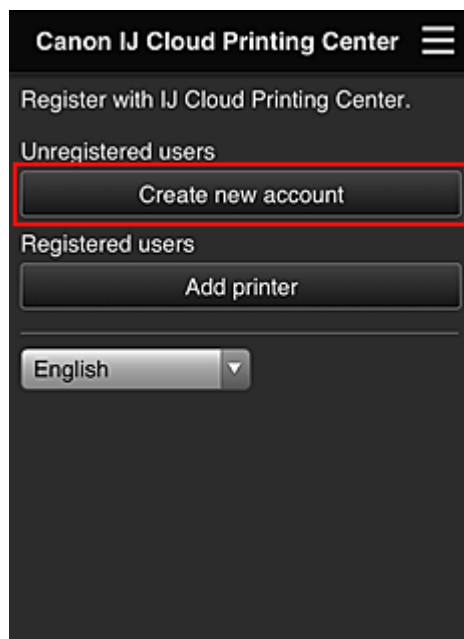 Canon IJ Cloud Printing Center
Register with IJ Cloud Printing Center.
Unregistered users
Create new account
Registered users
Add printer
English